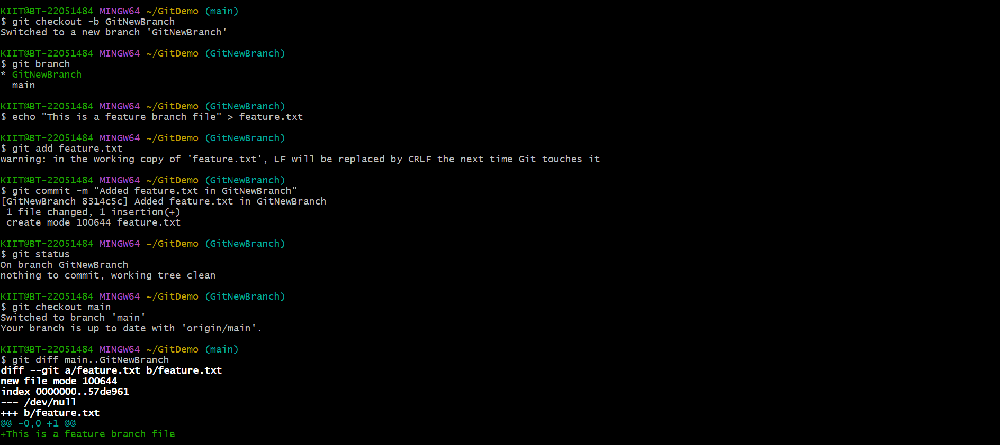 KIIT@BT-22051484 MINGW64 ~/GitDemo (main)
$ git checkout -b GitNewBranch
Switched to a new branch 'GitNewBranch'

KIIT@BT-22051484 MINGW64 ~/GitDemo (GitNewBranch)
$ git branch
* GitNewBranch
  main

KIIT@BT-22051484 MINGW64 ~/GitDemo (GitNewBranch)
$ echo "This is a feature branch file" > feature.txt

KIIT@BT-22051484 MINGW64 ~/GitDemo (GitNewBranch)
$ git add feature.txt
warning: in the working copy of 'feature.txt', LF will be replaced by CRLF the next time Git touches it

KIIT@BT-22051484 MINGW64 ~/GitDemo (GitNewBranch)
$ git commit -m "Added feature.txt in GitNewBranch"
[GitNewBranch 8314c5c] Added feature.txt in GitNewBranch
 1 file changed, 1 insertion(+)
 create mode 100644 feature.txt

KIIT@BT-22051484 MINGW64 ~/GitDemo (GitNewBranch)
$ git status
On branch GitNewBranch
nothing to commit, working tree clean

KIIT@BT-22051484 MINGW64 ~/GitDemo (GitNewBranch)
$ git checkout main
Switched to branch 'main'
Your branch is up to date with 'origin/main'.

KIIT@BT-22051484 MINGW64 ~/GitDemo (main)
$ git diff main..GitNewBranch
diff --git a/feature.txt b/feature.txt
new file mode 100644
index 0000000..57de961
--- /dev/null
+++ b/feature.txt
@@ -0,0 +1 @@
+This is a feature branch file